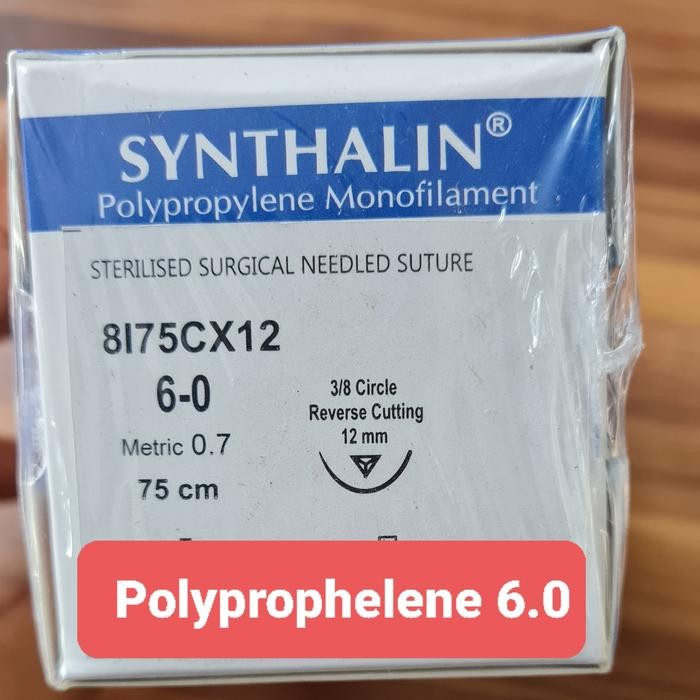 SYNTHALIN®
Polypropylene Monofilament
STERILISED SURGICAL NEEDLED SUTURE
8I75CX12
6-0
Metric 0.7
75 cm
3/8 Circle
Reverse Cutting
12 mm
Polyprophelene 6.0